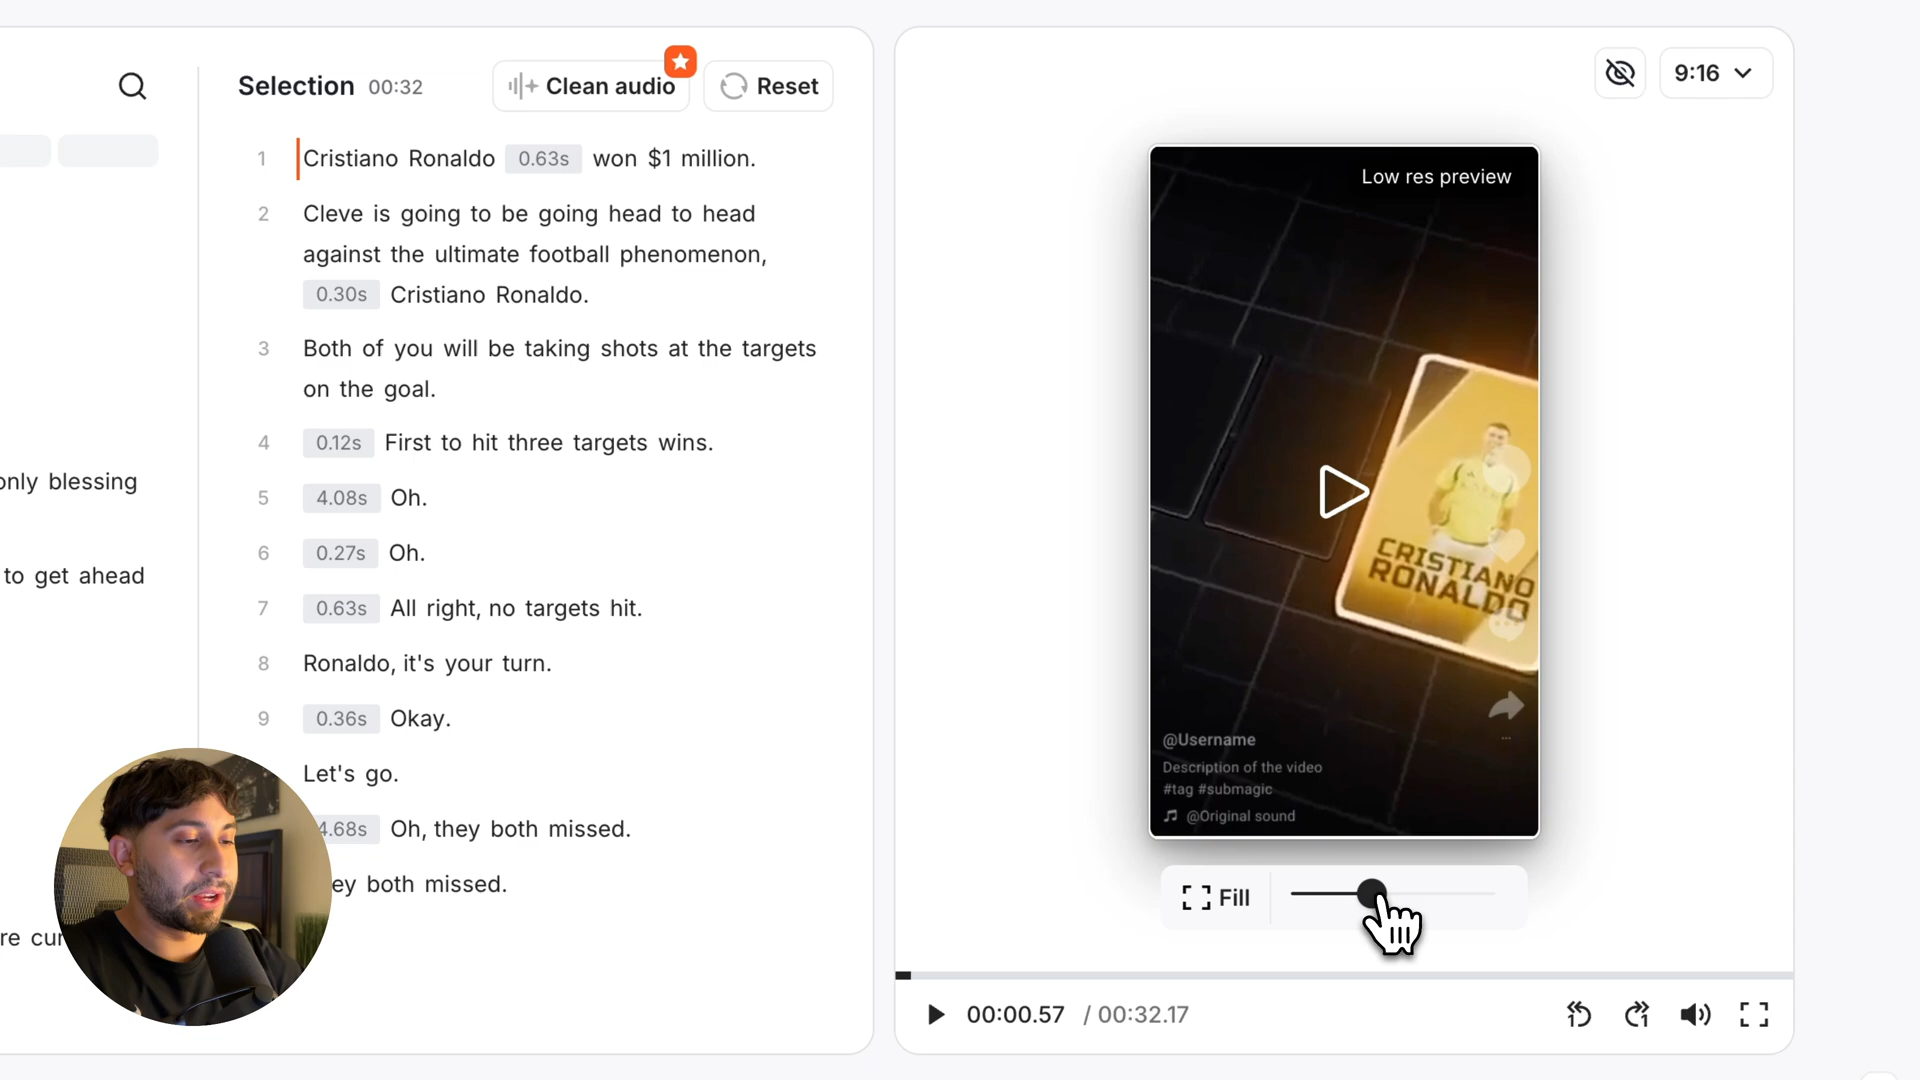 only blessing
to get ahead
re cur
Selection 00:32
Clean audio
Reset
1 Cristiano Ronaldo 0.63s won $1 million.
2 Cleve is going to be going head to head
against the ultimate football phenomenon,
0.30s Cristiano Ronaldo.
3 Both of you will be taking shots at the targets
on the goal.
4 0.12s First to hit three targets wins.
5 4.08s Oh.
6 0.27s Oh.
7 0.63s All right, no targets hit.
8 Ronaldo, it's your turn.
9 0.36s Okay.
Let's go.
4.68s Oh, they both missed.
ey both missed.
9:16
Low res preview
CRISTIANO
RONALDO
@Username
Description of the video
#tag #submagic
@Original sound
Fill
00:00.57 / 00:32.17
1 1